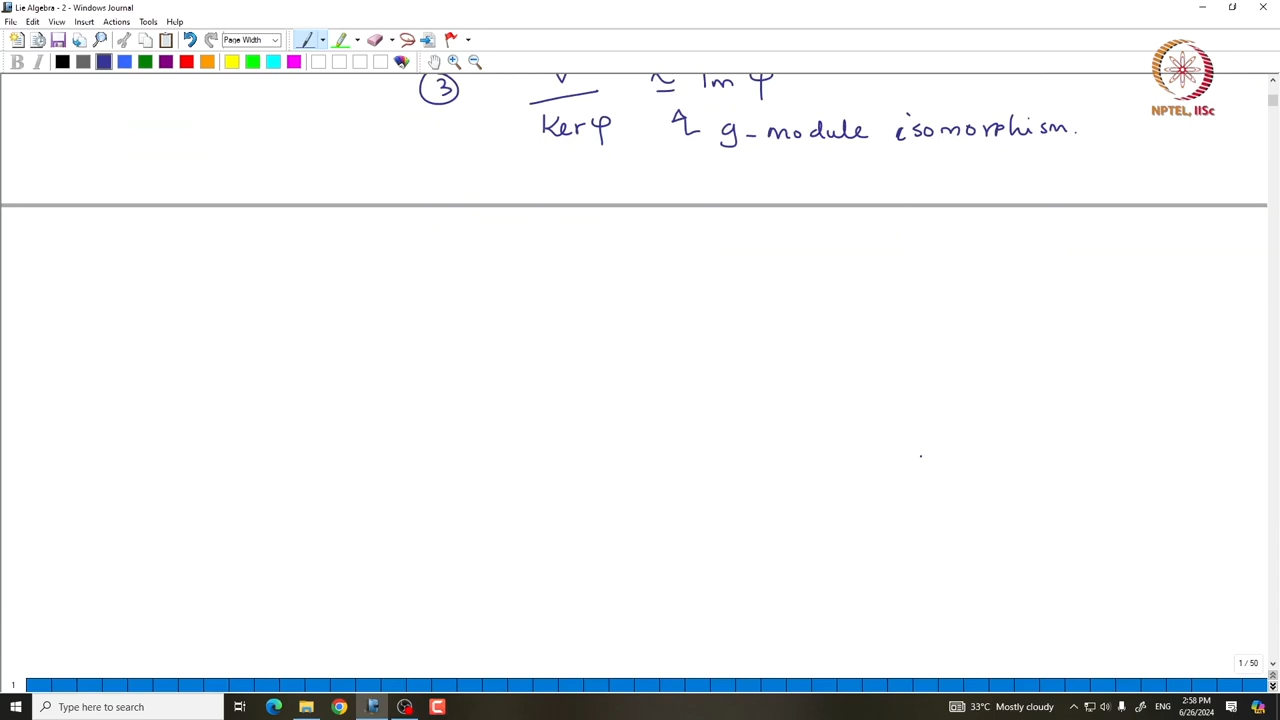 Lie Algebra - 2 - Windows Journal
File Edit View Insert Actions Tools Help
Page Width
NPTEL, IISc
③ V ≃ Im φ
Ker φ g-module isomorphism.
1 / 50
1
Type here to search
33°C Mostly cloudy
ENG
2:58 PM
6/26/2024